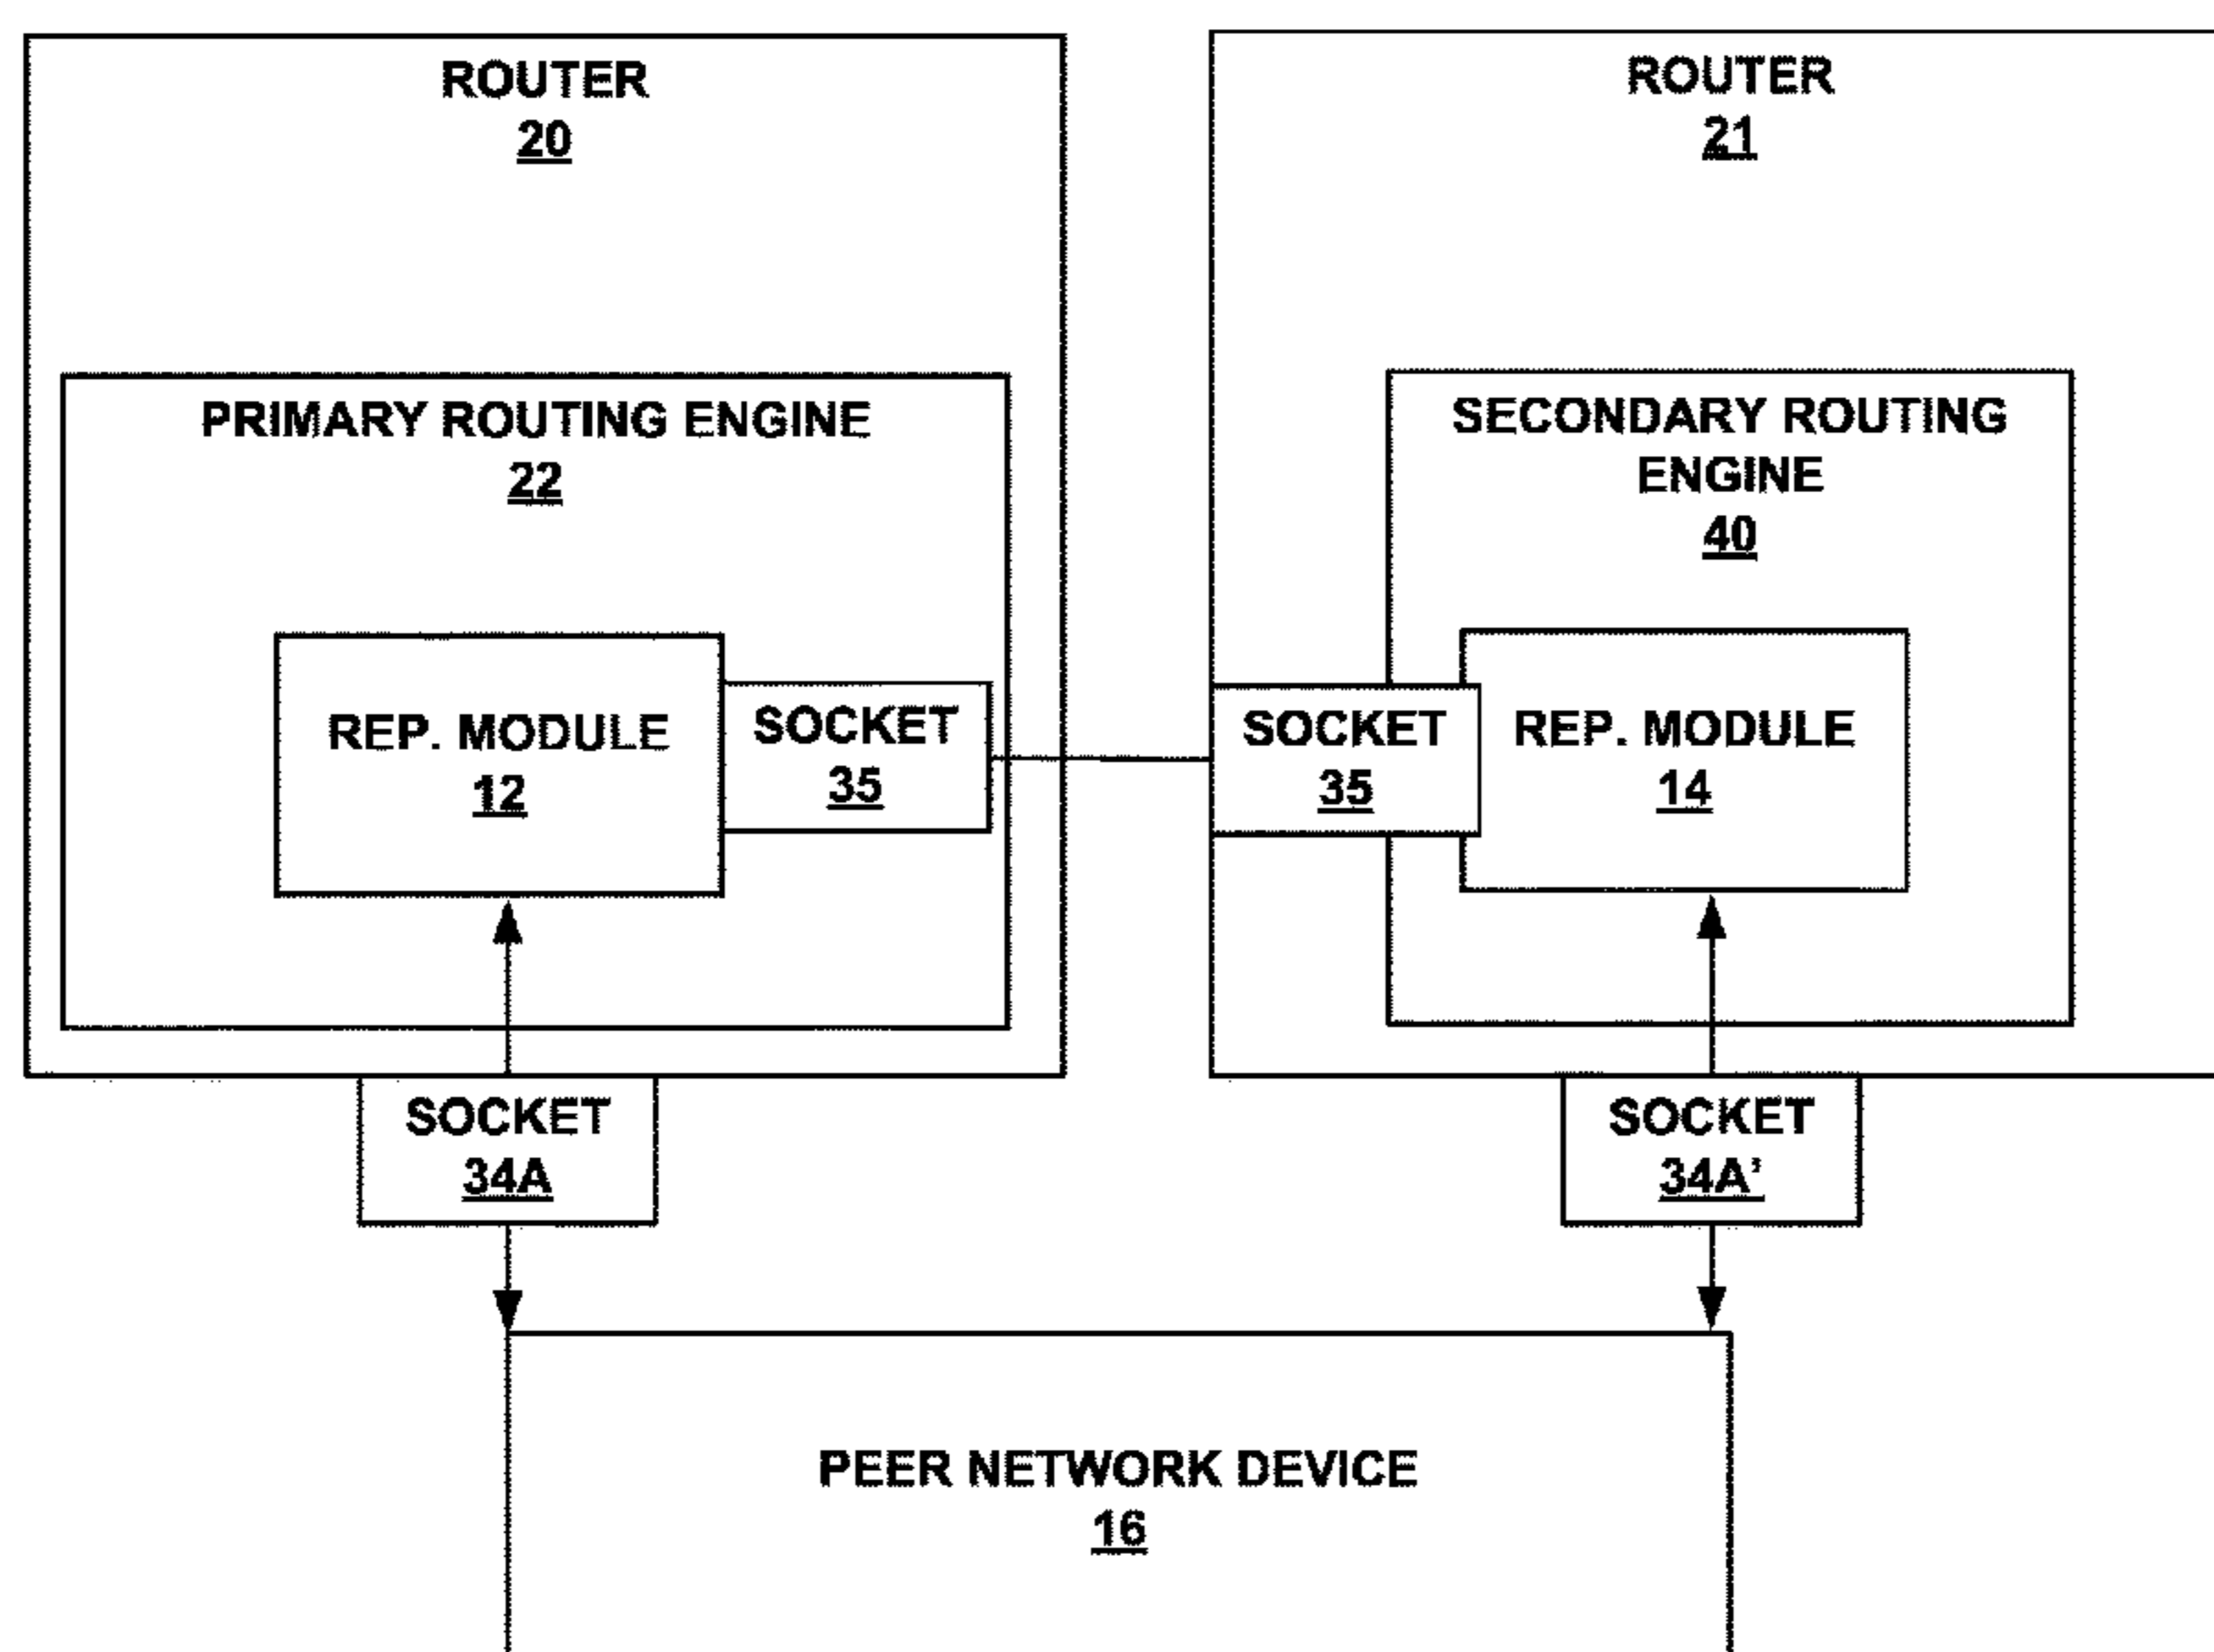 ROUTER
20
PRIMARY ROUTING ENGINE
22
REP. MODULE
12
SOCKET
35
SOCKET
34A
ROUTER
21
SECONDARY ROUTING
ENGINE
40
SOCKET
35
REP. MODULE
14
SOCKET
34A'
PEER NETWORK DEVICE
16